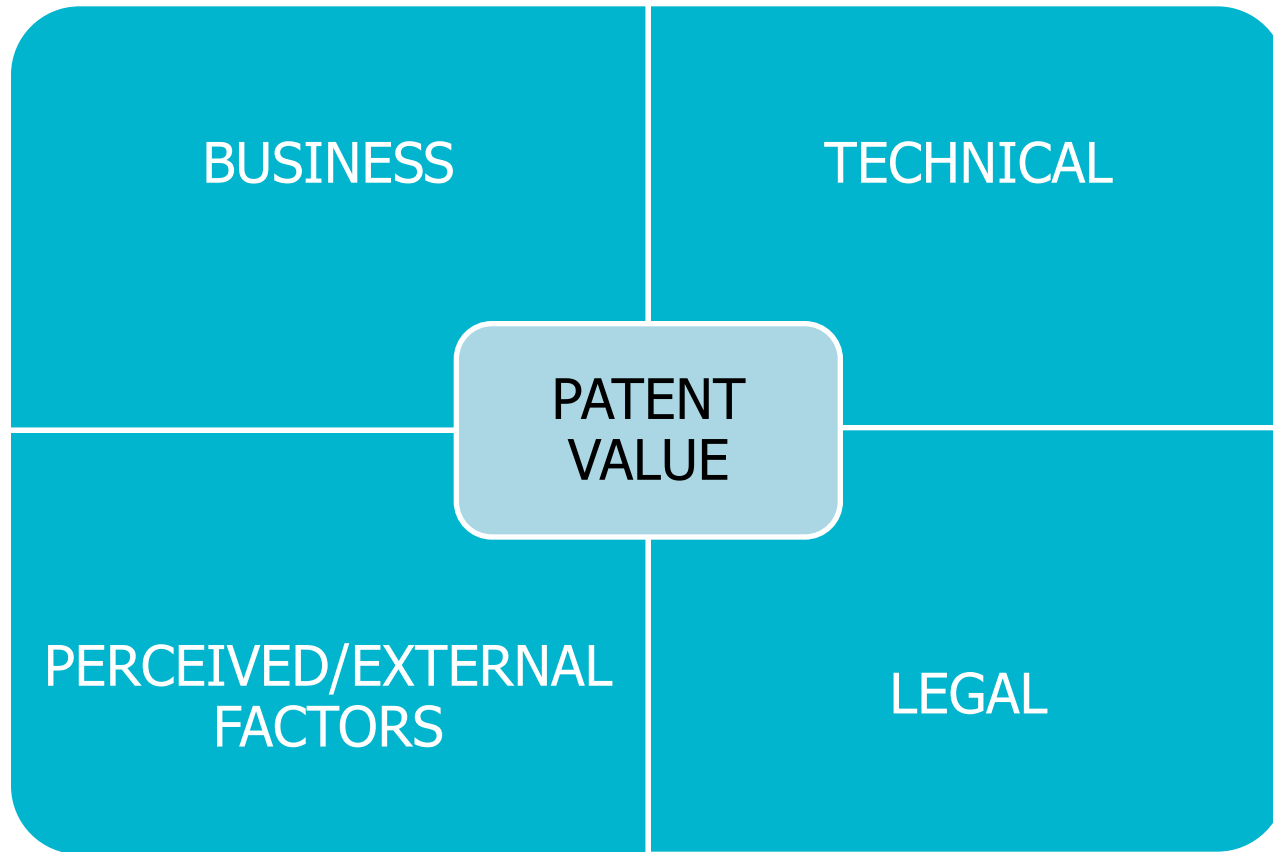 BUSINESS
TECHNICAL
PATENT
VALUE
PERCEIVED/EXTERNAL
FACTORS
LEGAL